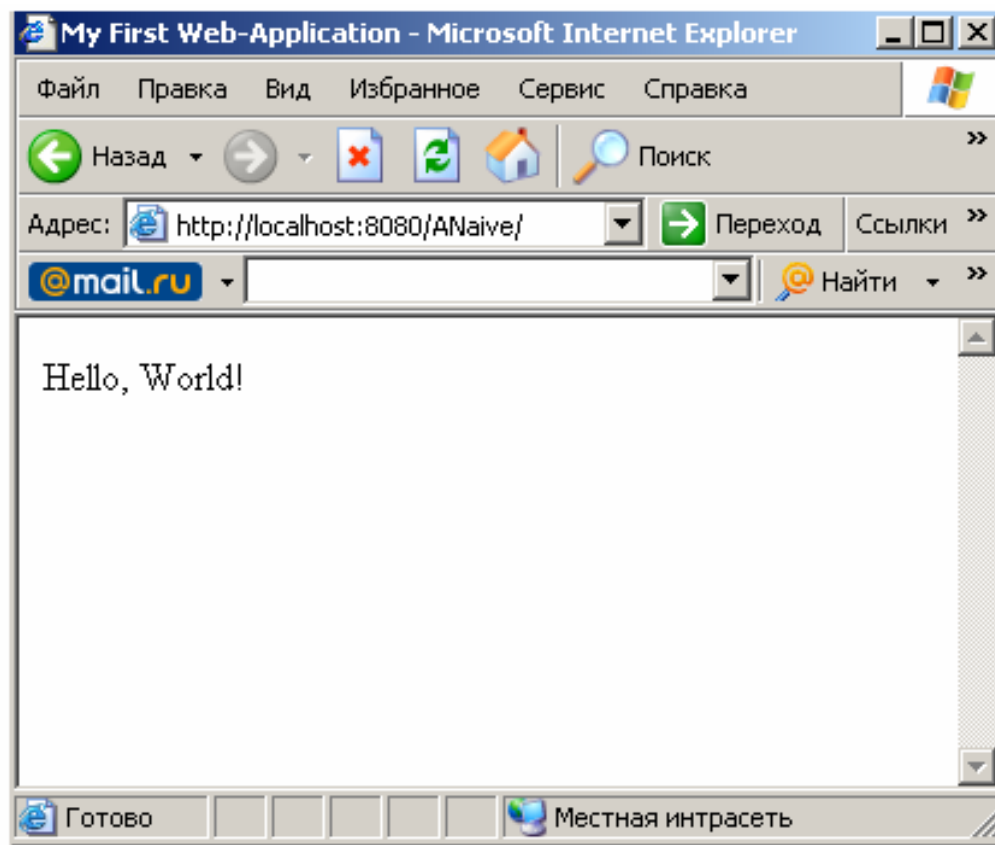 My First Web-Application - Microsoft Internet Explorer
Файл Правка Вид Избранное Сервис Справка
Назад Поиск »
Адрес: http://localhost:8080/ANaive/ Переход Ссылки »
@mail.ru Найти »
Hello, World!
Готово Местная интрасеть